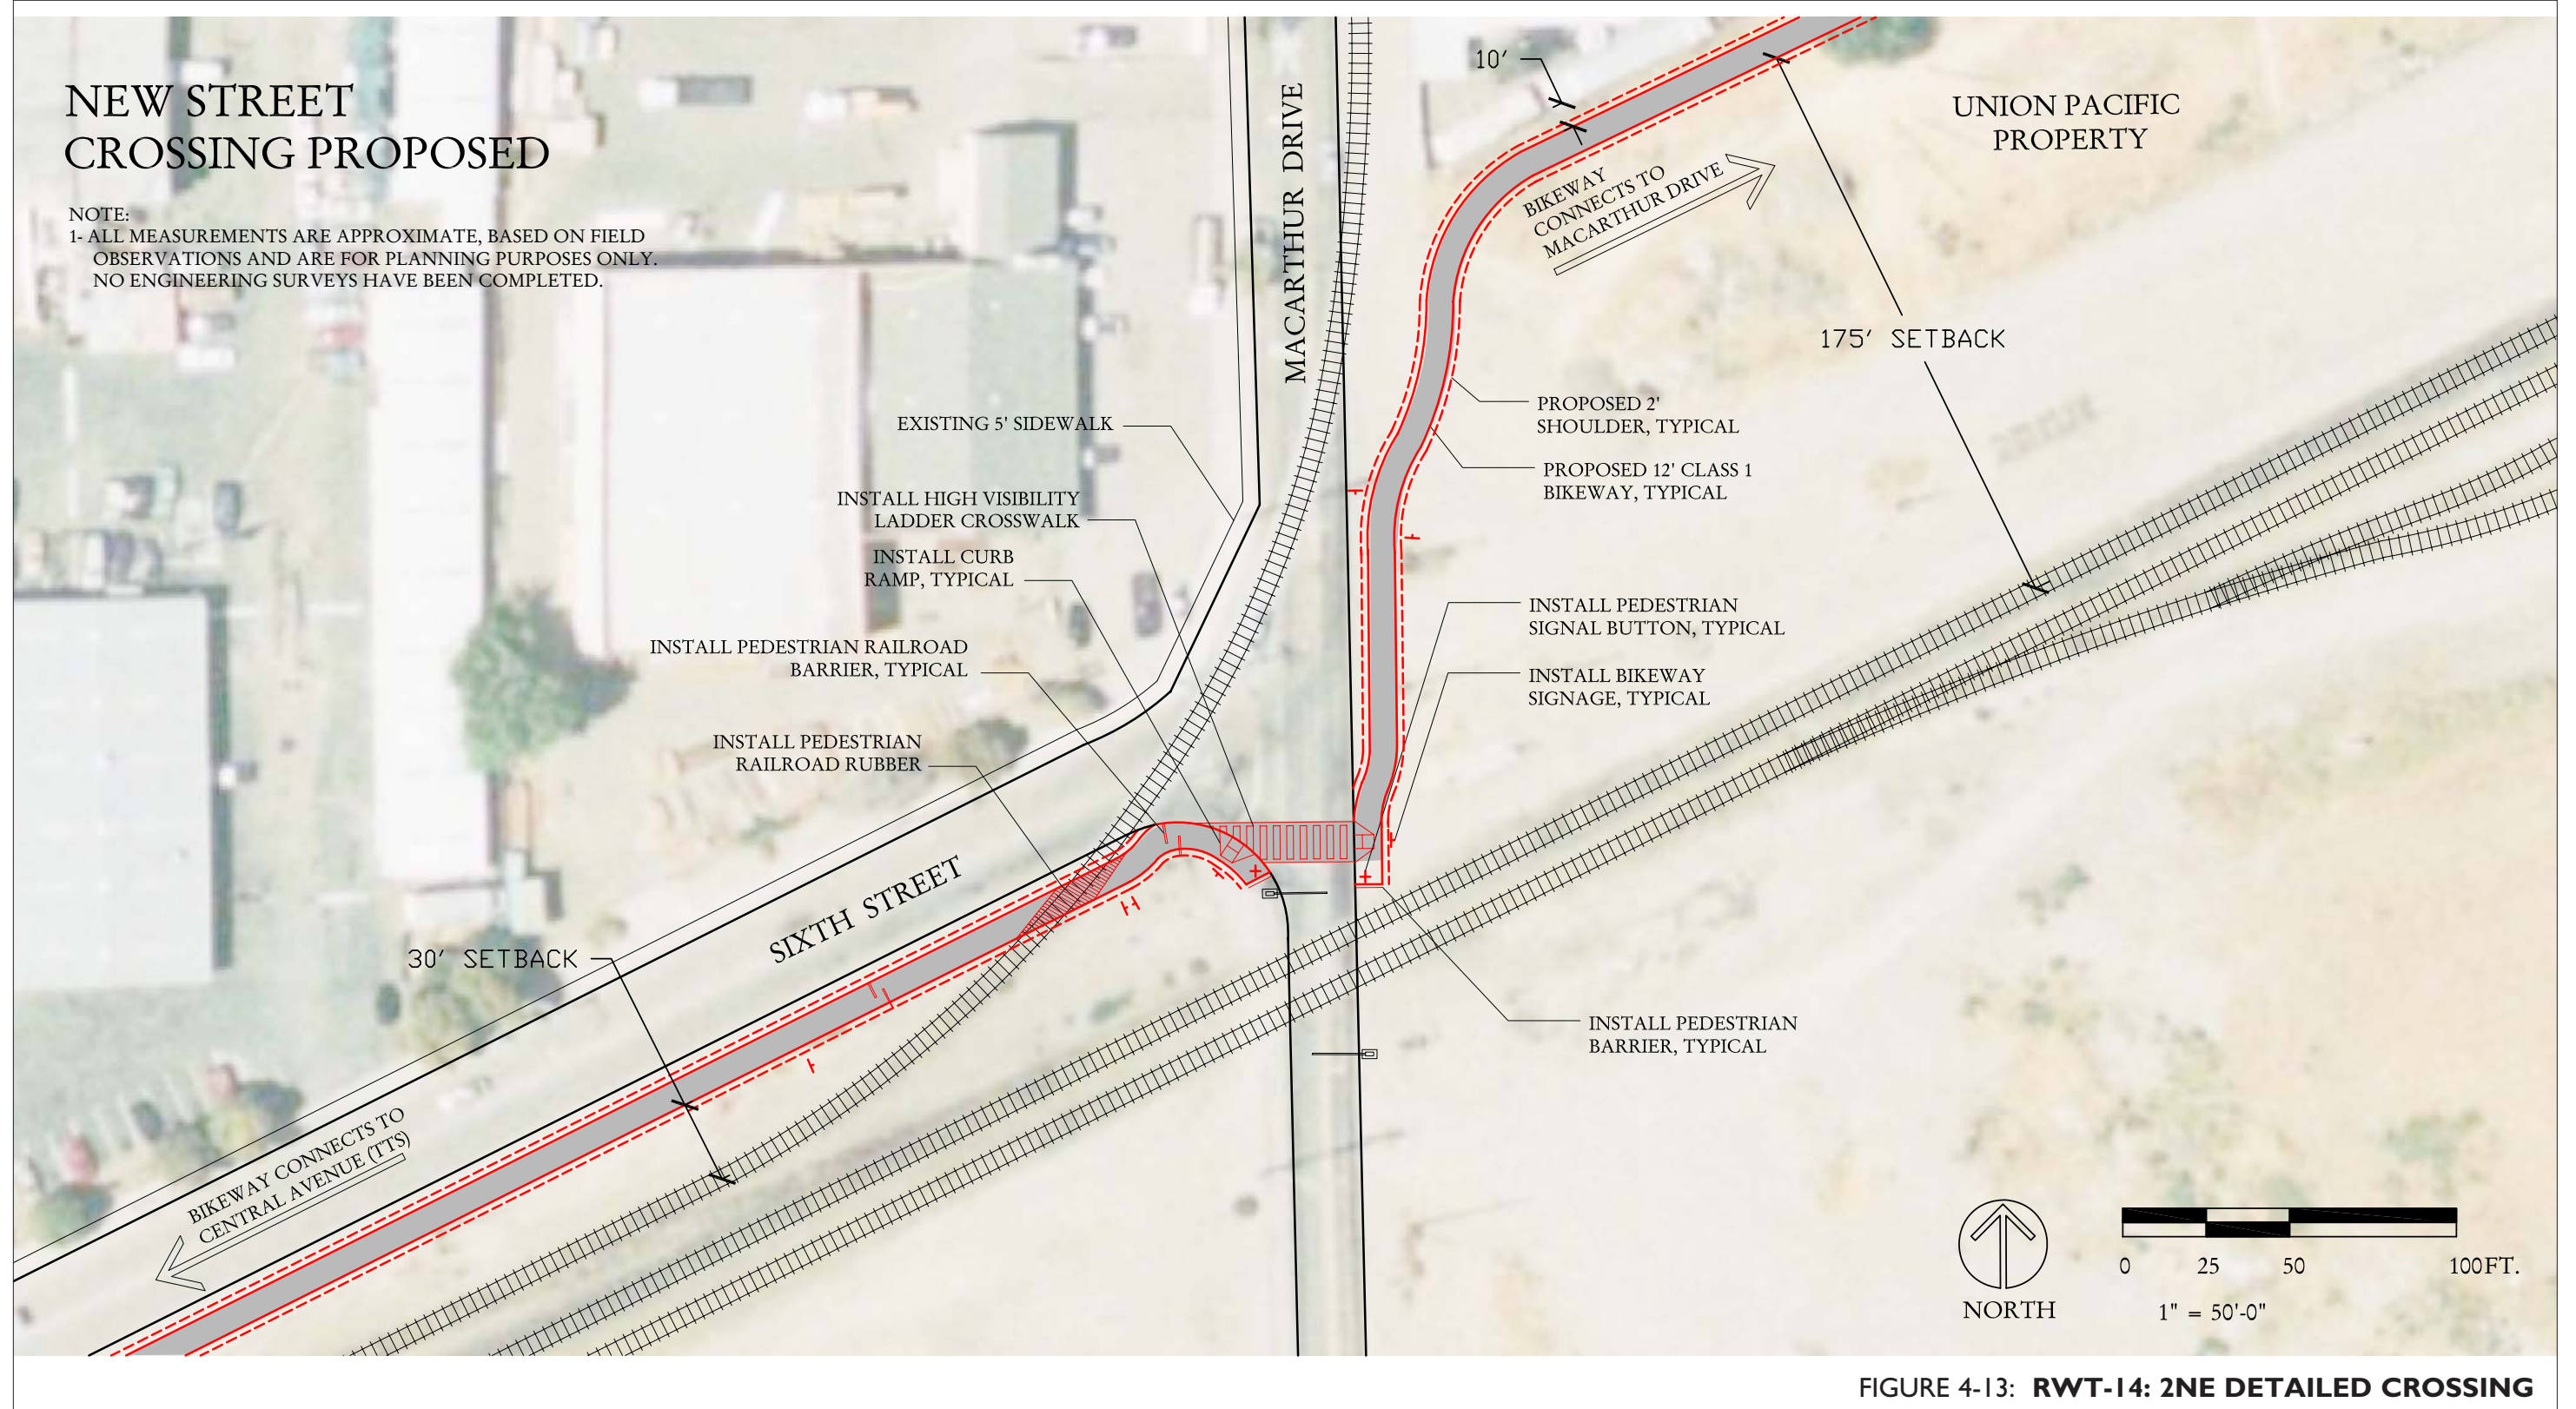 NEW STREET
CROSSING PROPOSED
NOTE:
1- ALL MEASUREMENTS ARE APPROXIMATE, BASED ON FIELD
OBSERVATIONS AND ARE FOR PLANNING PURPOSES ONLY.
NO ENGINEERING SURVEYS HAVE BEEN COMPLETED.
MACARTHUR DRIVE
10'
UNION PACIFIC
PROPERTY
BIKEWAY
CONNECTS TO
MACARTHUR DRIVE
175' SETBACK
EXISTING 5' SIDEWALK
PROPOSED 2'
SHOULDER, TYPICAL
INSTALL HIGH VISIBILITY
LADDER CROSSWALK
PROPOSED 12' CLASS 1
BIKEWAY, TYPICAL
INSTALL CURB
RAMP, TYPICAL
INSTALL PEDESTRIAN
SIGNAL BUTTON, TYPICAL
INSTALL PEDESTRIAN RAILROAD
BARRIER, TYPICAL
INSTALL BIKEWAY
SIGNAGE, TYPICAL
INSTALL PEDESTRIAN
RAILROAD RUBBER
SIXTH STREET
30' SETBACK
INSTALL PEDESTRIAN
BARRIER, TYPICAL
BIKEWAY CONNECTS TO
CENTRAL AVENUE (TTS)
NORTH
0 25 50 100FT.
1" = 50'-0"
FIGURE 4-13: RWT-14: 2NE DETAILED CROSSING